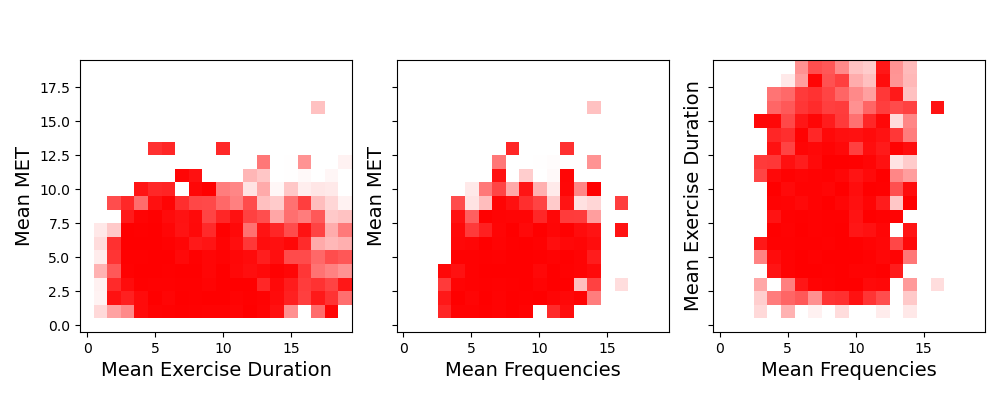 Mean MET
17.5
15.0
12.5
10.0
7.5
5.0
2.5
0.0
0 5 10 15
Mean Exercise Duration
Mean MET
0 5 10 15
Mean Frequencies
Mean Exercise Duration
0 5 10 15
Mean Frequencies